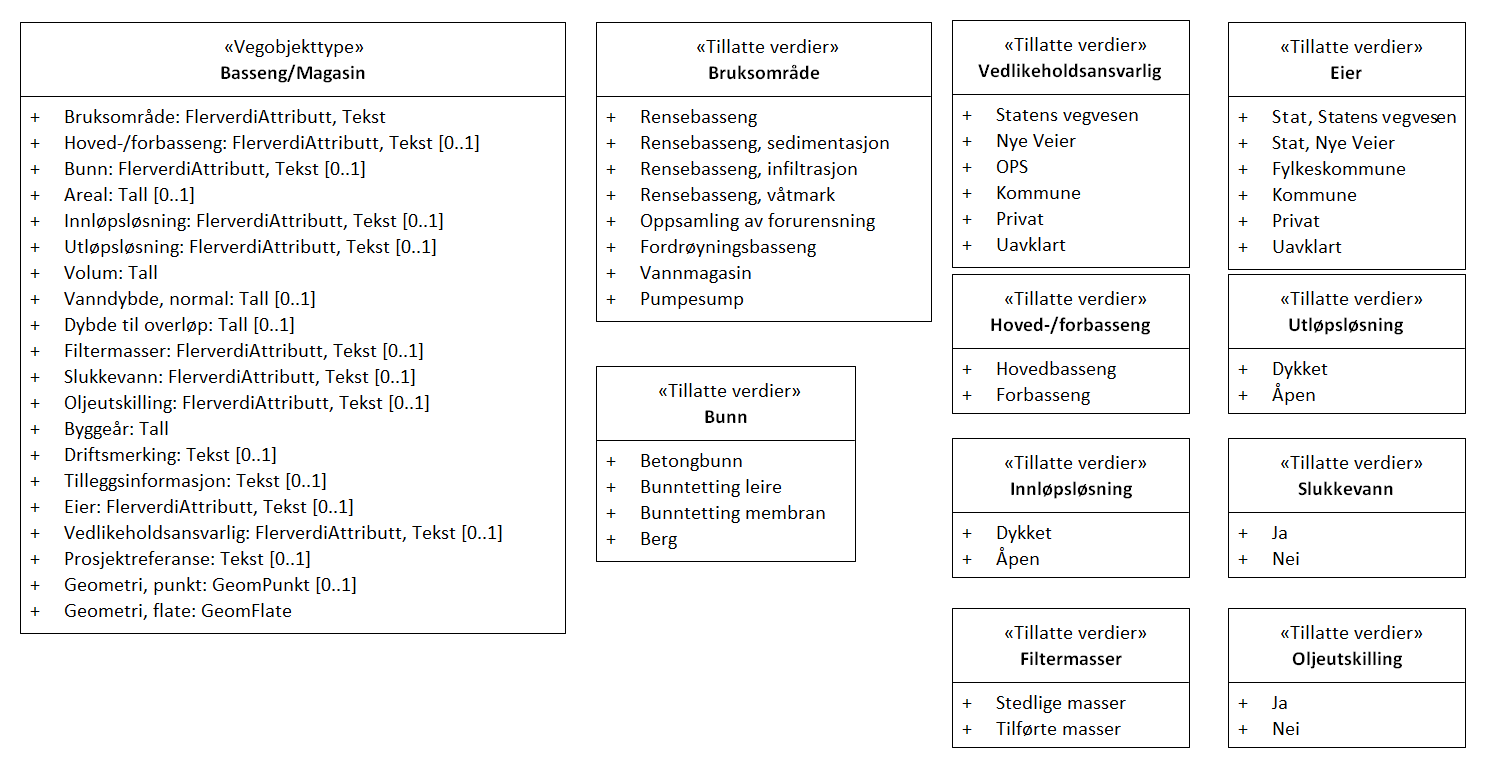 «Vegobjekttype»
Basseng/Magasin
+ Bruksområde: FlerverdiAttributt, Tekst
+ Hoved-/forbasseng: FlerverdiAttributt, Tekst [0..1]
+ Bunn: FlerverdiAttributt, Tekst [0..1]
+ Areal: Tall [0..1]
+ Innløpsløsning: FlerverdiAttributt, Tekst [0..1]
+ Utløpsløsning: FlerverdiAttributt, Tekst [0..1]
+ Volum: Tall
+ Vanndybde, normal: Tall [0..1]
+ Dybde til overløp: Tall [0..1]
+ Filtermasser: FlerverdiAttributt, Tekst [0..1]
+ Slukkevann: FlerverdiAttributt, Tekst [0..1]
+ Oljeutskilling: FlerverdiAttributt, Tekst [0..1]
+ Byggeår: Tall
+ Driftsmerking: Tekst [0..1]
+ Tilleggsinformasjon: Tekst [0..1]
+ Eier: FlerverdiAttributt, Tekst [0..1]
+ Vedlikeholdsansvarlig: FlerverdiAttributt, Tekst [0..1]
+ Prosjektreferanse: Tekst [0..1]
+ Geometri, punkt: GeomPunkt [0..1]
+ Geometri, flate: GeomFlate
«Tillatte verdier»
Bruksområde
+ Rensebasseng
+ Rensebasseng, sedimentasjon
+ Rensebasseng, infiltrasjon
+ Rensebasseng, våtmark
+ Oppsamling av forurensning
+ Fordrøyningsbasseng
+ Vannmagasin
+ Pumpesump
«Tillatte verdier»
Bunn
+ Betongbunn
+ Bunntetting leire
+ Bunntetting membran
+ Berg
«Tillatte verdier»
Vedlikeholdsansvarlig
+ Statens vegvesen
+ Nye Veier
+ OPS
+ Kommune
+ Privat
+ Uavklart
«Tillatte verdier»
Eier
+ Stat, Statens vegvesen
+ Stat, Nye Veier
+ Fylkeskommune
+ Kommune
+ Privat
+ Uavklart
«Tillatte verdier»
Hoved-/forbasseng
+ Hovedbasseng
+ Forbasseng
«Tillatte verdier»
Utløpsløsning
+ Dykket
+ Åpen
«Tillatte verdier»
Innløpsløsning
+ Dykket
+ Åpen
«Tillatte verdier»
Slukkevann
+ Ja
+ Nei
«Tillatte verdier»
Filtermasser
+ Stedlige masser
+ Tilførte masser
«Tillatte verdier»
Oljeutskilling
+ Ja
+ Nei